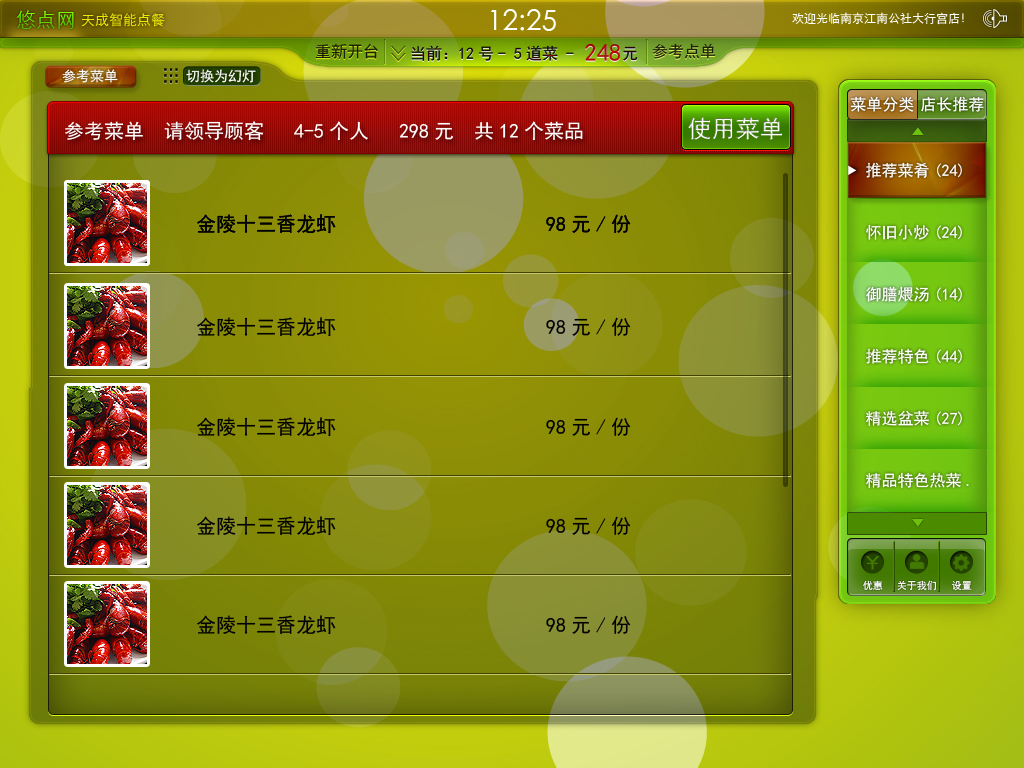 悠点网 天成智能点餐
12:25
欢迎光临南京江南公社大行宫店!
重新开台 当前: 12 号 - 5 道菜 - 248元 参考点单
参考菜单 切换为幻灯
参考菜单 请领导顾客 4-5 个人 298 元 共 12 个菜品 使用菜单
金陵十三香龙虾 98 元 / 份
金陵十三香龙虾 98 元 / 份
金陵十三香龙虾 98 元 / 份
金陵十三香龙虾 98 元 / 份
金陵十三香龙虾 98 元 / 份
菜单分类 店长推荐
推荐菜肴 (24)
怀旧小炒 (24)
御膳煨汤 (14)
推荐特色 (44)
精选盆菜 (27)
精品特色热菜 .
¥
优惠 关于我们 设置